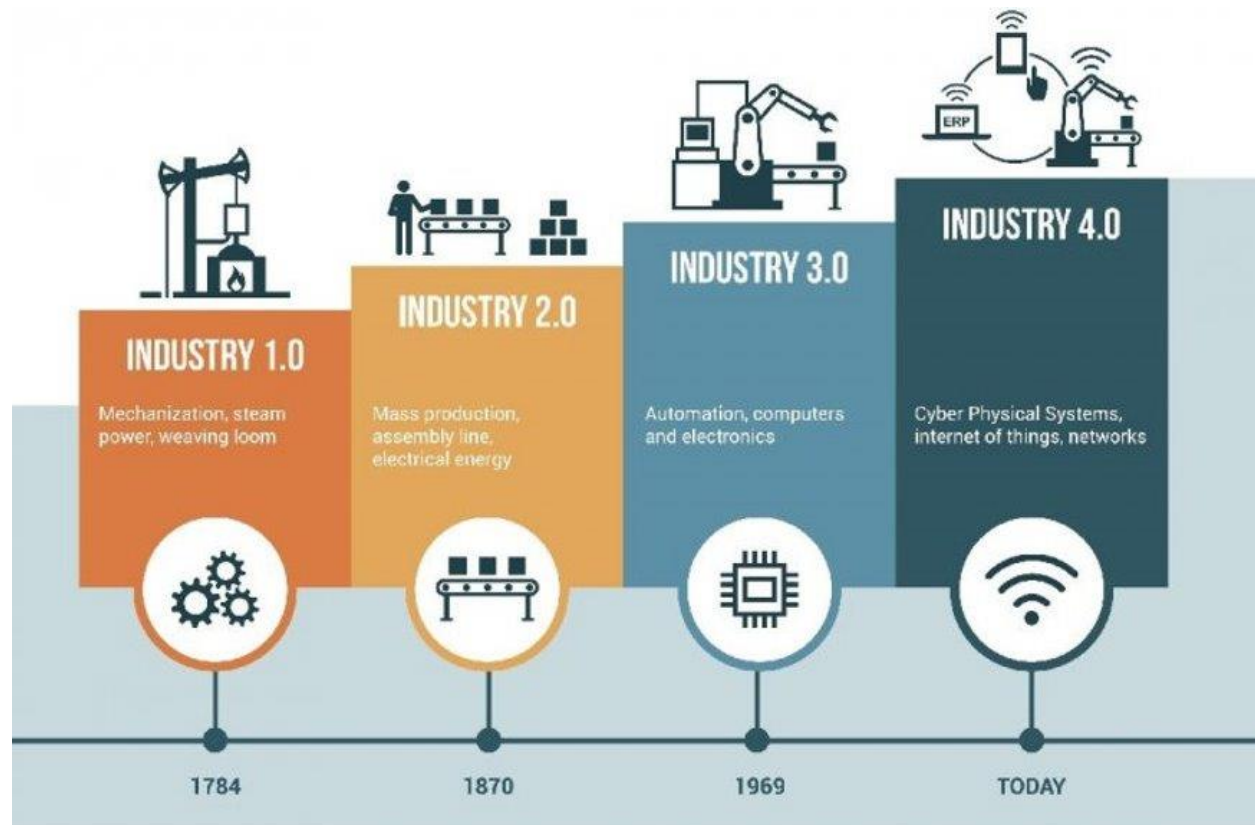 ERP
INDUSTRY 1.0
Mechanization, steam
power, weaving loom
INDUSTRY 2.0
Mass production,
assembly line,
electrical energy
INDUSTRY 3.0
Automation, computers
and electronics
INDUSTRY 4.0
Cyber Physical Systems,
internet of things, networks
1784
1870
1969
TODAY